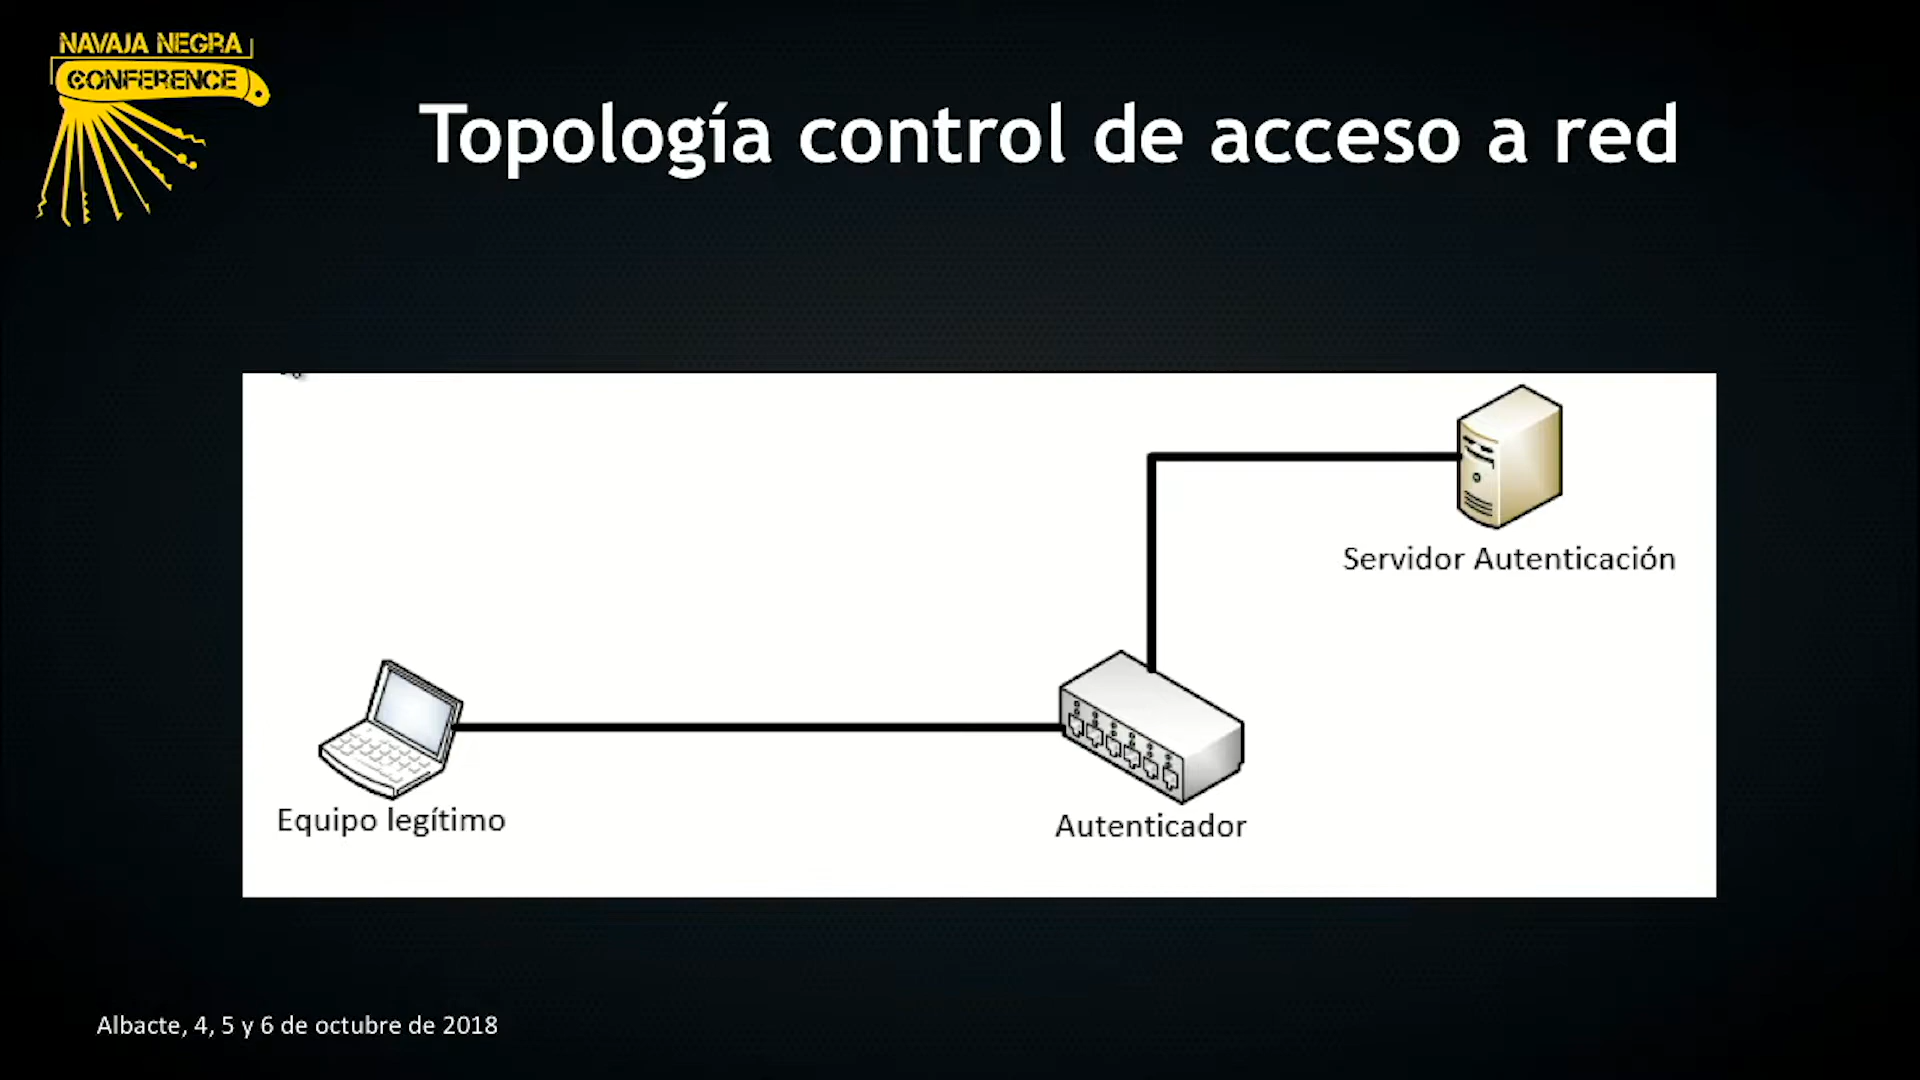 NAVAJA NEGRA
CONFERENCE
Topología control de acceso a red
Servidor Autenticación
Equipo legítimo
Autenticador
Albacte, 4, 5 y 6 de octubre de 2018